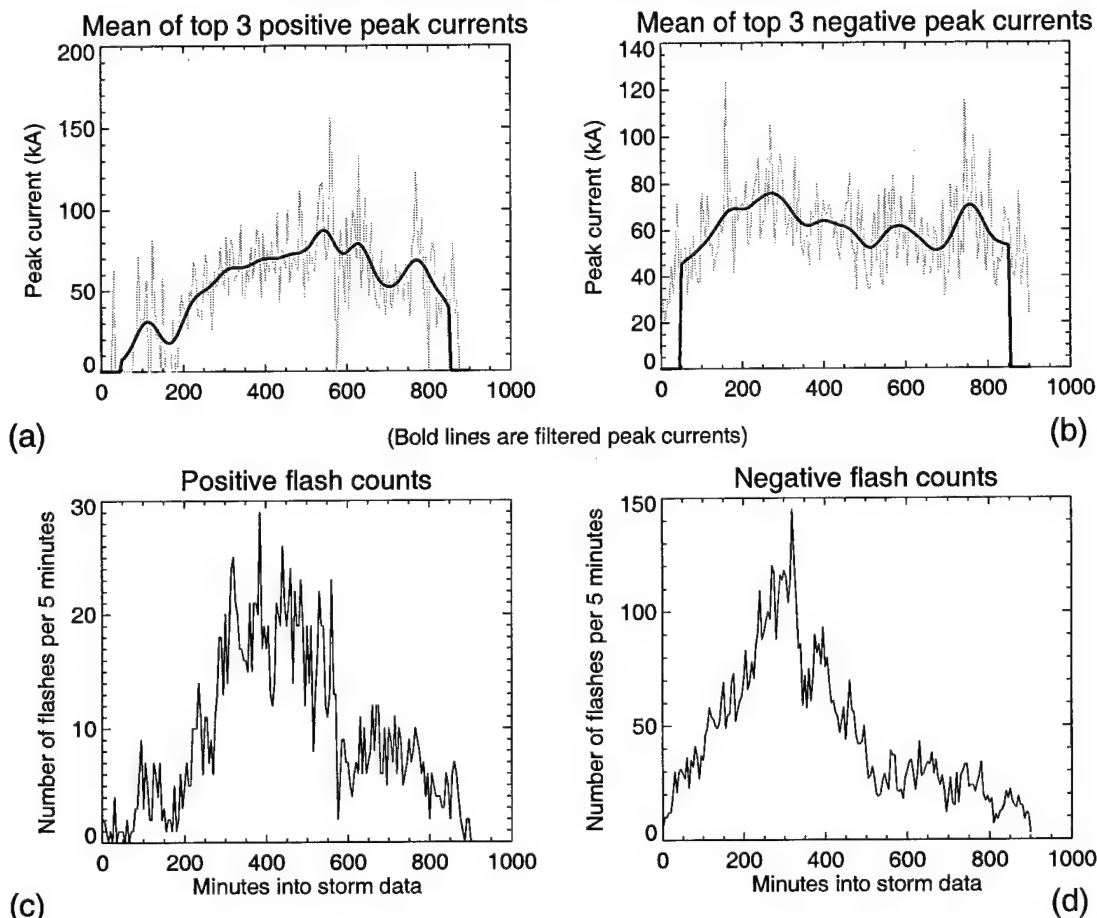 Mean of top 3 positive peak currents
200
150
100
50
0
Peak current (kA)
0 200 400 600 800 1000
(a)
Mean of top 3 negative peak currents
140
120
100
80
60
40
20
0
Peak current (kA)
0 200 400 600 800 1000
(b)
(Bold lines are filtered peak currents)
Positive flash counts
30
20
10
0
Number of flashes per 5 minutes
0 200 400 600 800 1000
Minutes into storm data
(c)
Negative flash counts
150
100
50
0
Number of flashes per 5 minutes
0 200 400 600 800 1000
Minutes into storm data
(d)